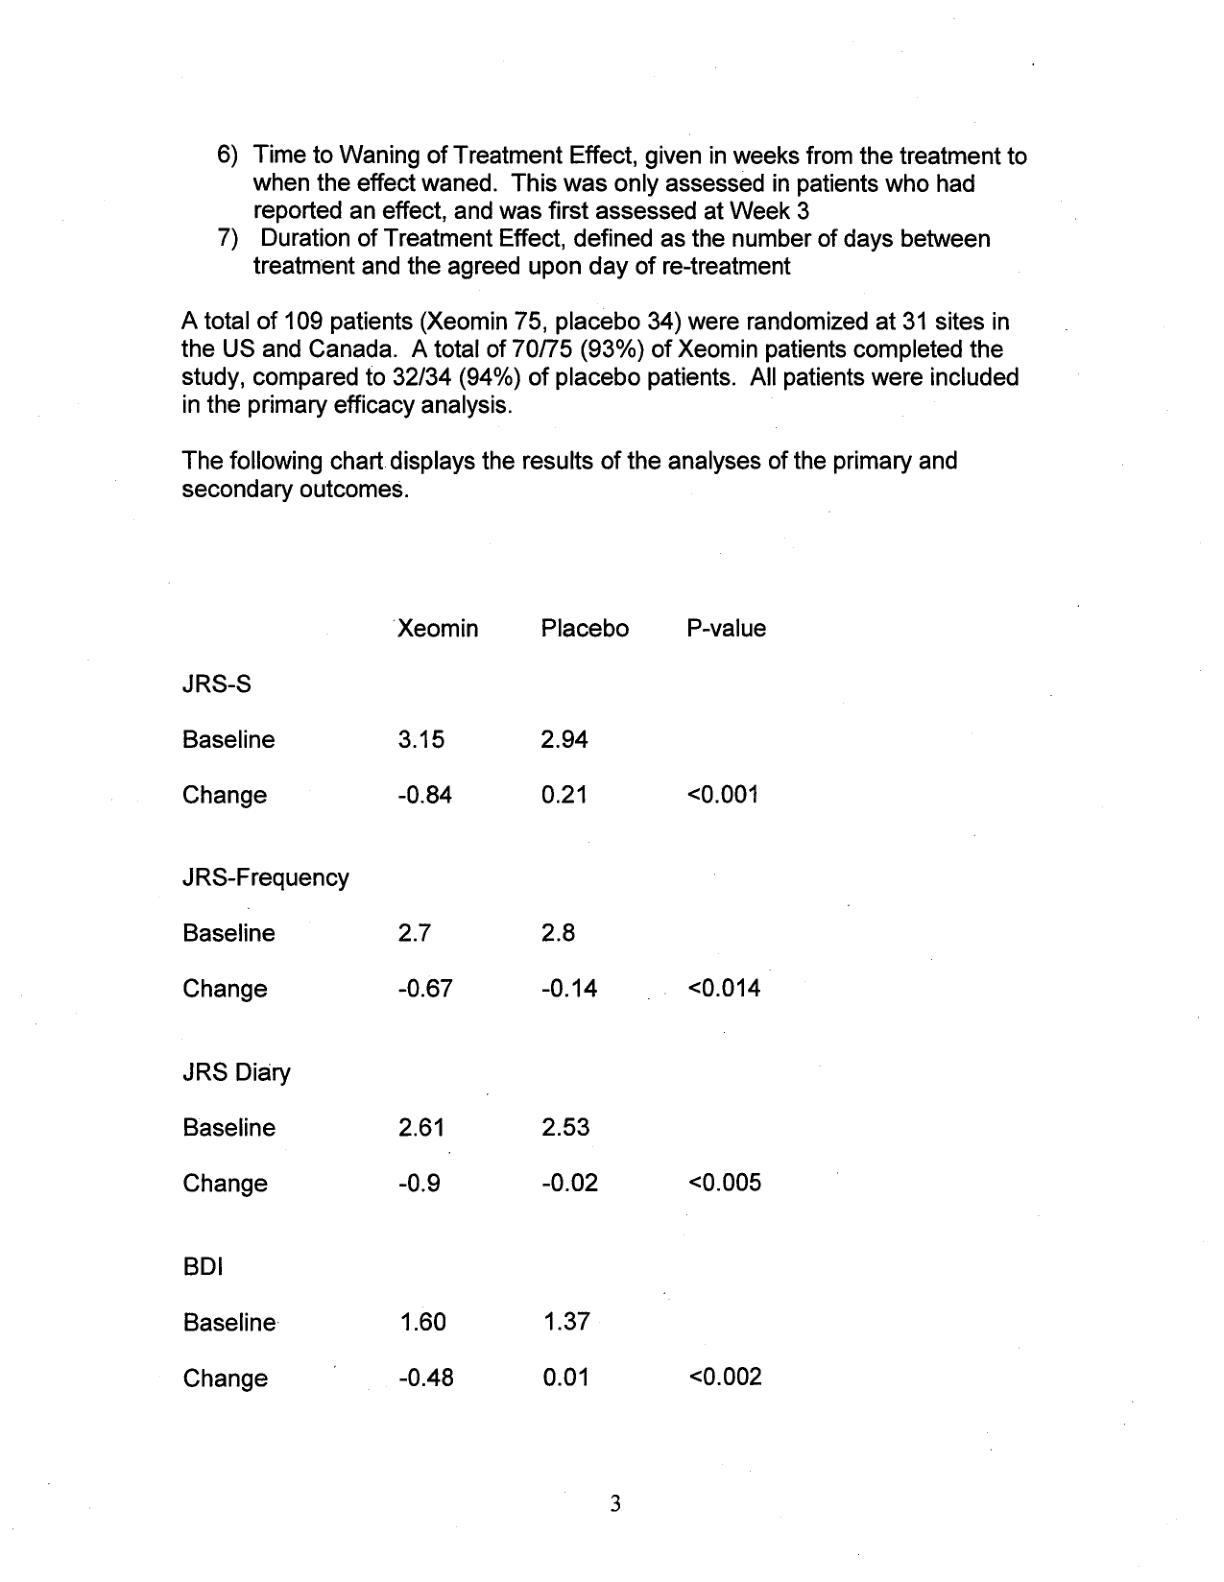 6) Time to Waning of Treatment Effect, given in weeks from the treatment to
when the effect waned. This was only assessed in patients who had
reported an effect, and was first assessed at Week 3
7) Duration of Treatment Effect, defined as the number of days between
treatment and the agreed upon day of re-treatment
A total of 109 patients (Xeomin 75, placebo 34) were randomized at 31 sites in
the US and Canada. A total of 70/75 (93%) of Xeomin patients completed the
study, compared to 32/34 (94%) of placebo patients. All patients were included
in the primary efficacy analysis.
The following chart displays the results of the analyses of the primary and
secondary outcomes.
Xeomin Placebo P-value
JRS-S
Baseline 3.15 2.94
Change -0.84 0.21 <0.001
JRS-Frequency
Baseline 2.7 2.8
Change -0.67 -0.14 <0.014
JRS Diary
Baseline 2.61 2.53
Change -0.9 -0.02 <0.005
BDI
Baseline 1.60 1.37
Change -0.48 0.01 <0.002
3